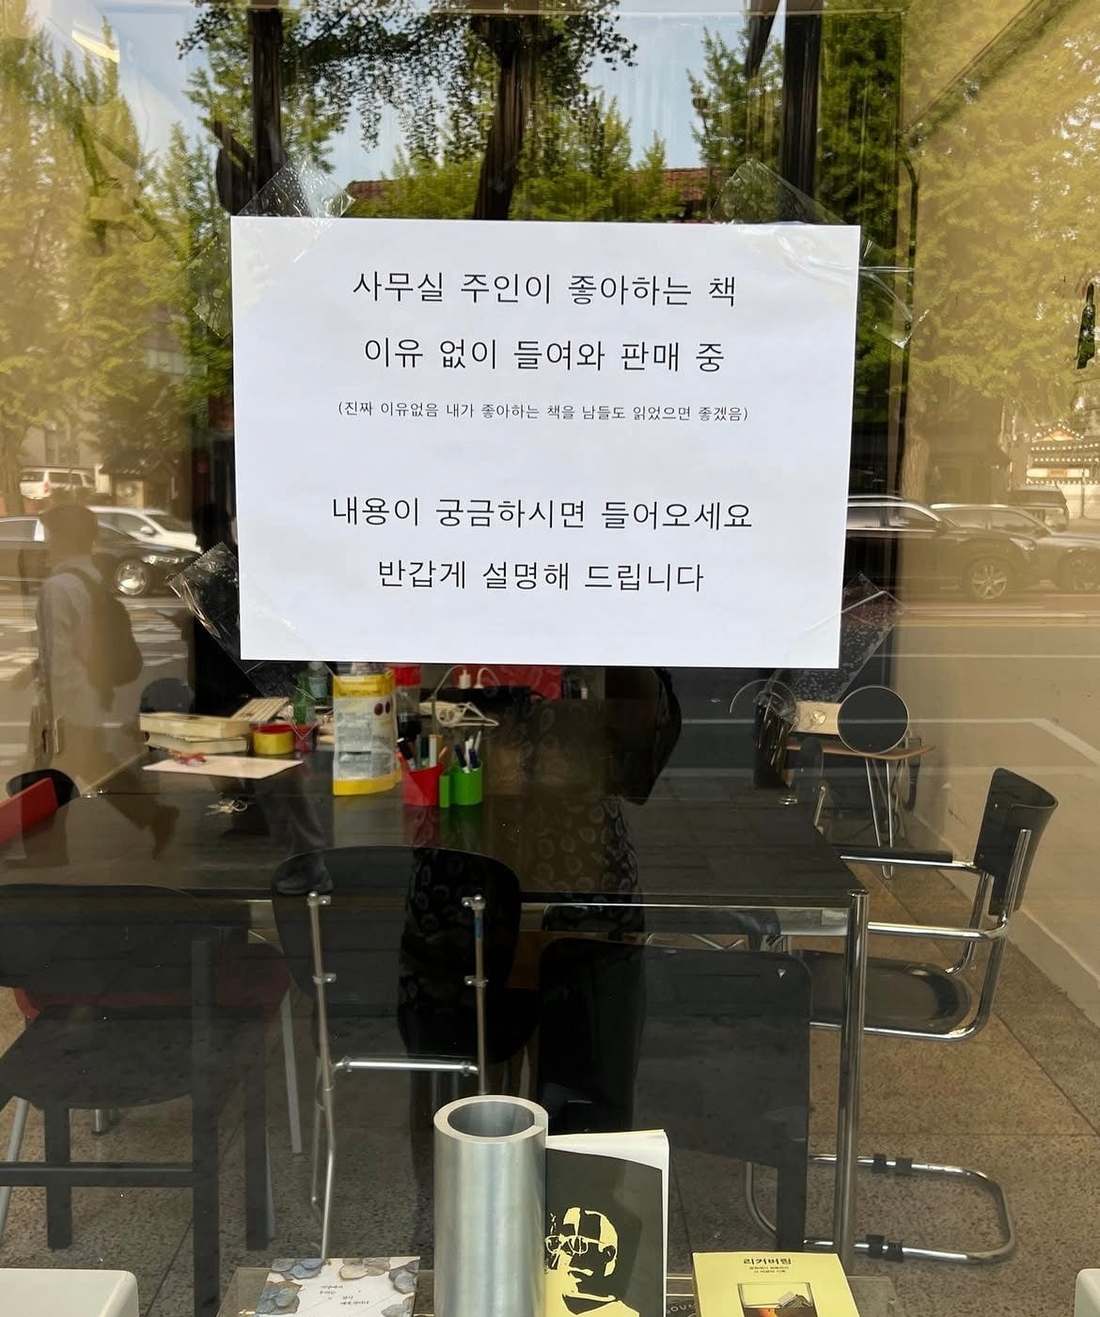 사무실 주인이 좋아하는 책
이유 없이 들여와 판매 중
(진짜 이유없음 내가 좋아하는 책을 남들도 읽었으면 좋겠음)
내용이 궁금하시면 들어오세요
반갑게 설명해 드립니다
리커버링